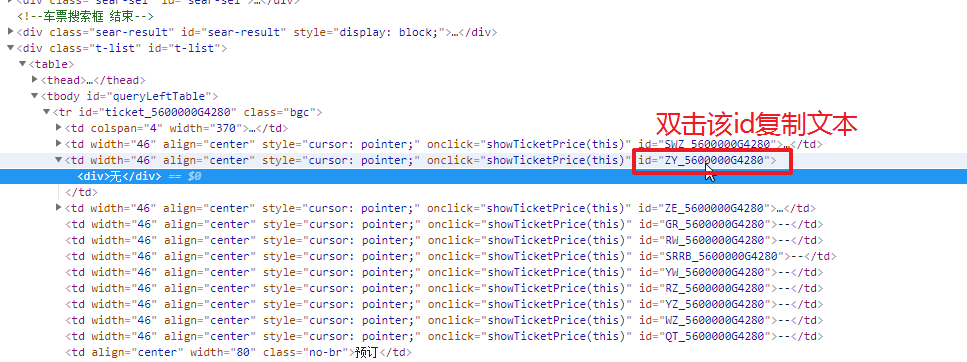 <div class="sear-sel" id="sear-sel">…</div>
<!--车票搜索框 结束-->
<div class="sear-result" id="sear-result" style="display: block;">…</div>
<div class="t-list" id="t-list">
<table>
<thead>…</thead>
<tbody id="queryLeftTable">
<tr id="ticket_5600000G4280" class="bgc">
<td colspan="4" width="370">…</td>
双击该id复制文本
<td width="46" align="center" style="cursor: pointer;" onclick="showTicketPrice(this)" id="SWZ_5600000G4280">…</td>
<td width="46" align="center" style="cursor: pointer;" onclick="showTicketPrice(this)" id="ZY_5600000G4280">
<div>无</div> == $0
</td>
<td width="46" align="center" style="cursor: pointer;" onclick="showTicketPrice(this)" id="ZE_5600000G4280">…</td>
<td width="46" align="center" style="cursor: pointer;" onclick="showTicketPrice(this)" id="GR_5600000G4280">--</td>
<td width="46" align="center" style="cursor: pointer;" onclick="showTicketPrice(this)" id="RW_5600000G4280">--</td>
<td width="46" align="center" style="cursor: pointer;" onclick="showTicketPrice(this)" id="SRRB_5600000G4280">--</td>
<td width="46" align="center" style="cursor: pointer;" onclick="showTicketPrice(this)" id="YW_5600000G4280">--</td>
<td width="46" align="center" style="cursor: pointer;" onclick="showTicketPrice(this)" id="RZ_5600000G4280">--</td>
<td width="46" align="center" style="cursor: pointer;" onclick="showTicketPrice(this)" id="YZ_5600000G4280">--</td>
<td width="46" align="center" style="cursor: pointer;" onclick="showTicketPrice(this)" id="WZ_5600000G4280">--</td>
<td width="46" align="center" style="cursor: pointer;" onclick="showTicketPrice(this)" id="QT_5600000G4280">--</td>
<td align="center" width="80" class="no-br">预订</td>